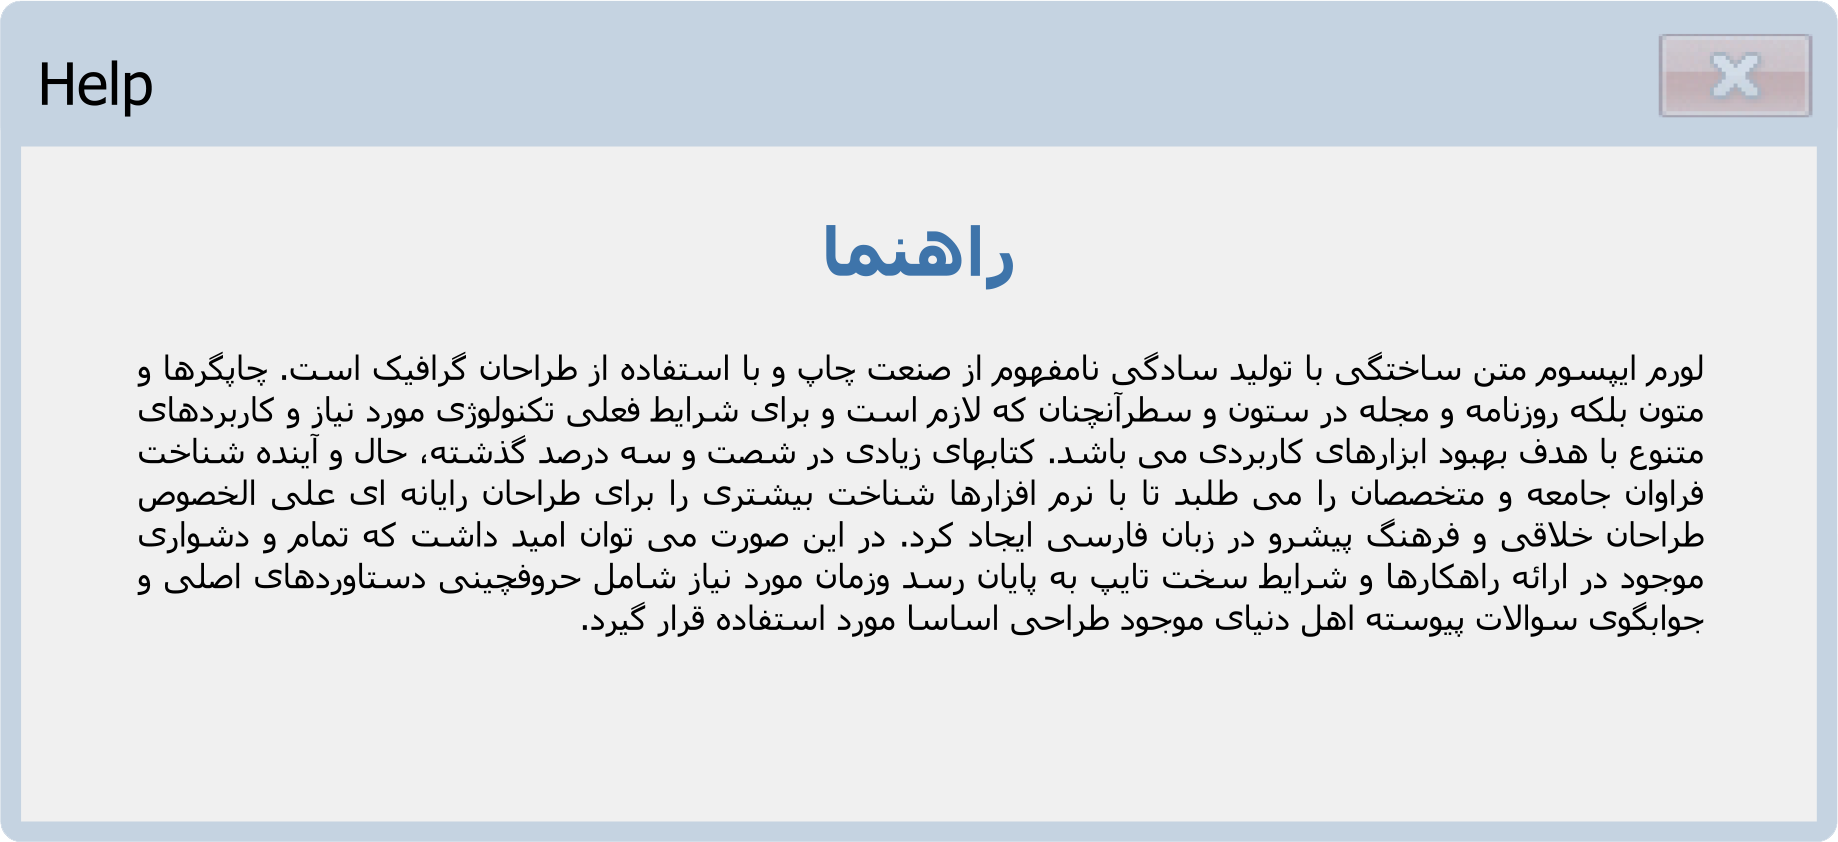 Help
راهنما
لورم ایپسوم متن ساختگی با تولید سادگی نامفهوم از صنعت چاپ و با استفاده از طراحان گرافیک است. چاپگرها و
متون بلکه روزنامه و مجله در ستون و سطرآنچنان که لازم است و برای شرایط فعلی تکنولوژی مورد نیاز و کاربردهای
متنوع با هدف بهبود ابزارهای کاربردی می باشد. کتابهای زیادی در شصت و سه درصد گذشته، حال و آینده شناخت
فراوان جامعه و متخصصان را می طلبد تا با نرم افزارها شناخت بیشتری را برای طراحان رایانه ای علی الخصوص
طراحان خلاقی و فرهنگ پیشرو در زبان فارسی ایجاد کرد. در این صورت می توان امید داشت که تمام و دشواری
موجود در ارائه راهکارها و شرایط سخت تایپ به پایان رسد وزمان مورد نیاز شامل حروفچینی دستاوردهای اصلی و
جوابگوی سوالات پیوسته اهل دنیای موجود طراحی اساسا مورد استفاده قرار گیرد.